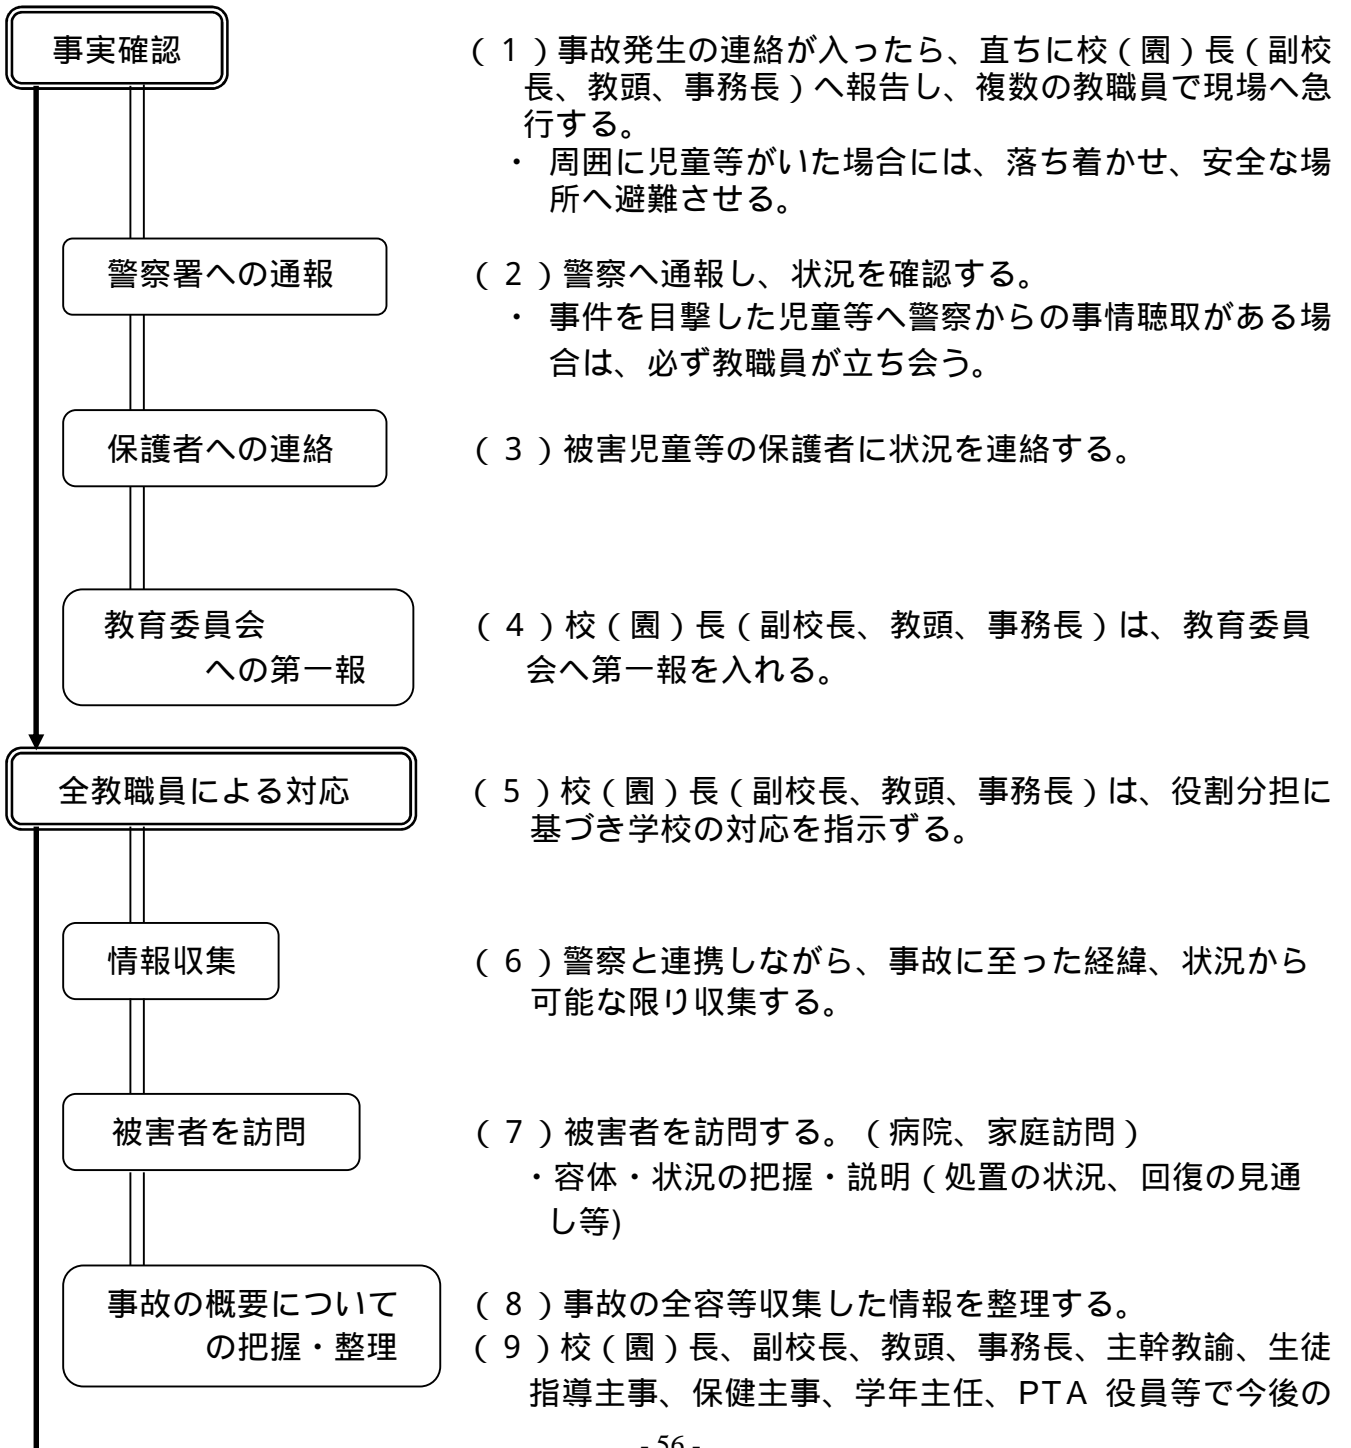 事実確認
（１）事故発生の連絡が入ったら、直ちに校（園）長（副校
長、教頭、事務長）へ報告し、複数の教職員で現場へ急
行する。
・ 周囲に児童等がいた場合には、落ち着かせ、安全な場
所へ避難させる。
警察署への通報
（２）警察へ通報し、状況を確認する。
・ 事件を目撃した児童等へ警察からの事情聴取がある場
合は、必ず教職員が立ち会う。
保護者への連絡
（３）被害児童等の保護者に状況を連絡する。
教育委員会
への第一報
（４）校（園）長（副校長、教頭、事務長）は、教育委員
会へ第一報を入れる。
全教職員による対応
（５）校（園）長（副校長、教頭、事務長）は、役割分担に
基づき学校の対応を指示ずる。
情報収集
（６）警察と連携しながら、事故に至った経緯、状況から
可能な限り収集する。
被害者を訪問
（７）被害者を訪問する。（病院、家庭訪問）
・容体・状況の把握・説明（処置の状況、回復の見通
し等)
事故の概要について
の把握・整理
（８）事故の全容等収集した情報を整理する。
（９）校（園）長、副校長、教頭、事務長、主幹教諭、生徒
指導主事、保健主事、学年主任、PTA 役員等で今後の
- 56 -